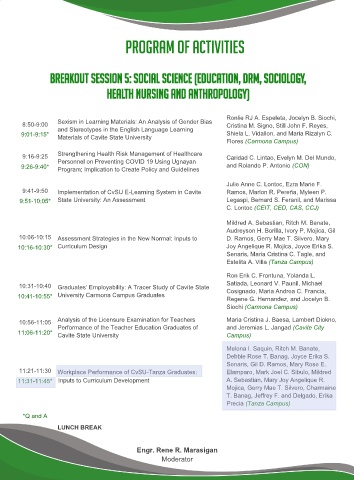 PROGRAM OF ACTIVITIES
BREAKOUT SESSION 5: SOCIAL SCIENCE (EDUCATION, DRM, SOCIOLOGY,
HEALTH NURSING AND ANTHROPOLOGY)
8:50-9:00
9:01-9:15*
Sexism in Learning Materials: An Analysis of Gender Bias
and Stereotypes in the English Language Learning
Materials of Cavite State University
Ronlie RJ A. Espeleta, Jocelyn B. Siochi,
Cristina M. Signo, Still John F. Reyes,
Shiela L. Vidallon, and Maria Rizalyn C.
Flores (Carmona Campus)
9:16-9:25
9:26-9:40*
Strengthening Health Risk Management of Healthcare
Personnel on Preventing COVID 19 Using Ugnayan
Program; Implication to Create Policy and Guidelines
Caridad C. Lintao, Evelyn M. Del Mundo,
and Rolando P. Antonio (CON)
9:41-9:50
9:51-10:05*
Implementation of CvSU E-Learning System in Cavite
State University: An Assessment
Julie Anne C. Lontoc, Ezra Marie F.
Ramos, Marlon R. Pereña, Myleen P.
Legaspi, Bernard S. Feranil, and Marissa
C. Lontoc (CEIT, CED, CAS, CCJ)
10:06-10:15
10:16-10:30*
Assessment Strategies in the New Normal: Inputs to
Curriculum Design
Mildred A. Sebastian, Ritch M. Banate,
Audreyson H. Borilla, Ivory P. Mojica, Gil
D. Ramos, Gerry Mae T. Silvero, Mary
Joy Angelique R. Mojica, Joyce Erika S.
Senaris, Maria Cristina C. Tagle, and
Estelita A. Villa (Tanza Campus)
10:31-10:40
10:41-10:55*
Graduates' Employability: A Tracer Study of Cavite State
University Carmona Campus Graduates
Ron Erik C. Frontuna, Yolanda L.
Satiada, Leonard V. Paunil, Michael
Cosignado, Maria Andrea C. Francia,
Regene G. Hernandez, and Jocelyn B.
Siochi (Carmona Campus)
10:56-11:05
11:06-11:20*
Analysis of the Licensure Examination for Teachers
Performance of the Teacher Education Graduates of
Cavite State University
Maria Cristina J. Baesa, Lambert Diokno,
and Jeremias L. Jangad (Cavite City
Campus)
11:21-11:30
11:31-11:45*
Workplace Performance of CvSU-Tanza Graduates:
Inputs to Curriculum Development
Melona I. Saquin, Ritch M. Banate,
Debbie Rose T. Banag, Joyce Erika S.
Senaris, Gil D. Ramos, Mary Rose E.
Elamparo, Mark Joel C. Sibulo, Mildred
A. Sebastian, Mary Joy Angelique R.
Mojica, Gerry Mae T. Silvero, Charmaine
T. Banag, Jeffrey F. and Delgado, Erika
Precia (Tanza Campus)
*Q and A
LUNCH BREAK
Engr. Rene R. Marasigan
Moderator